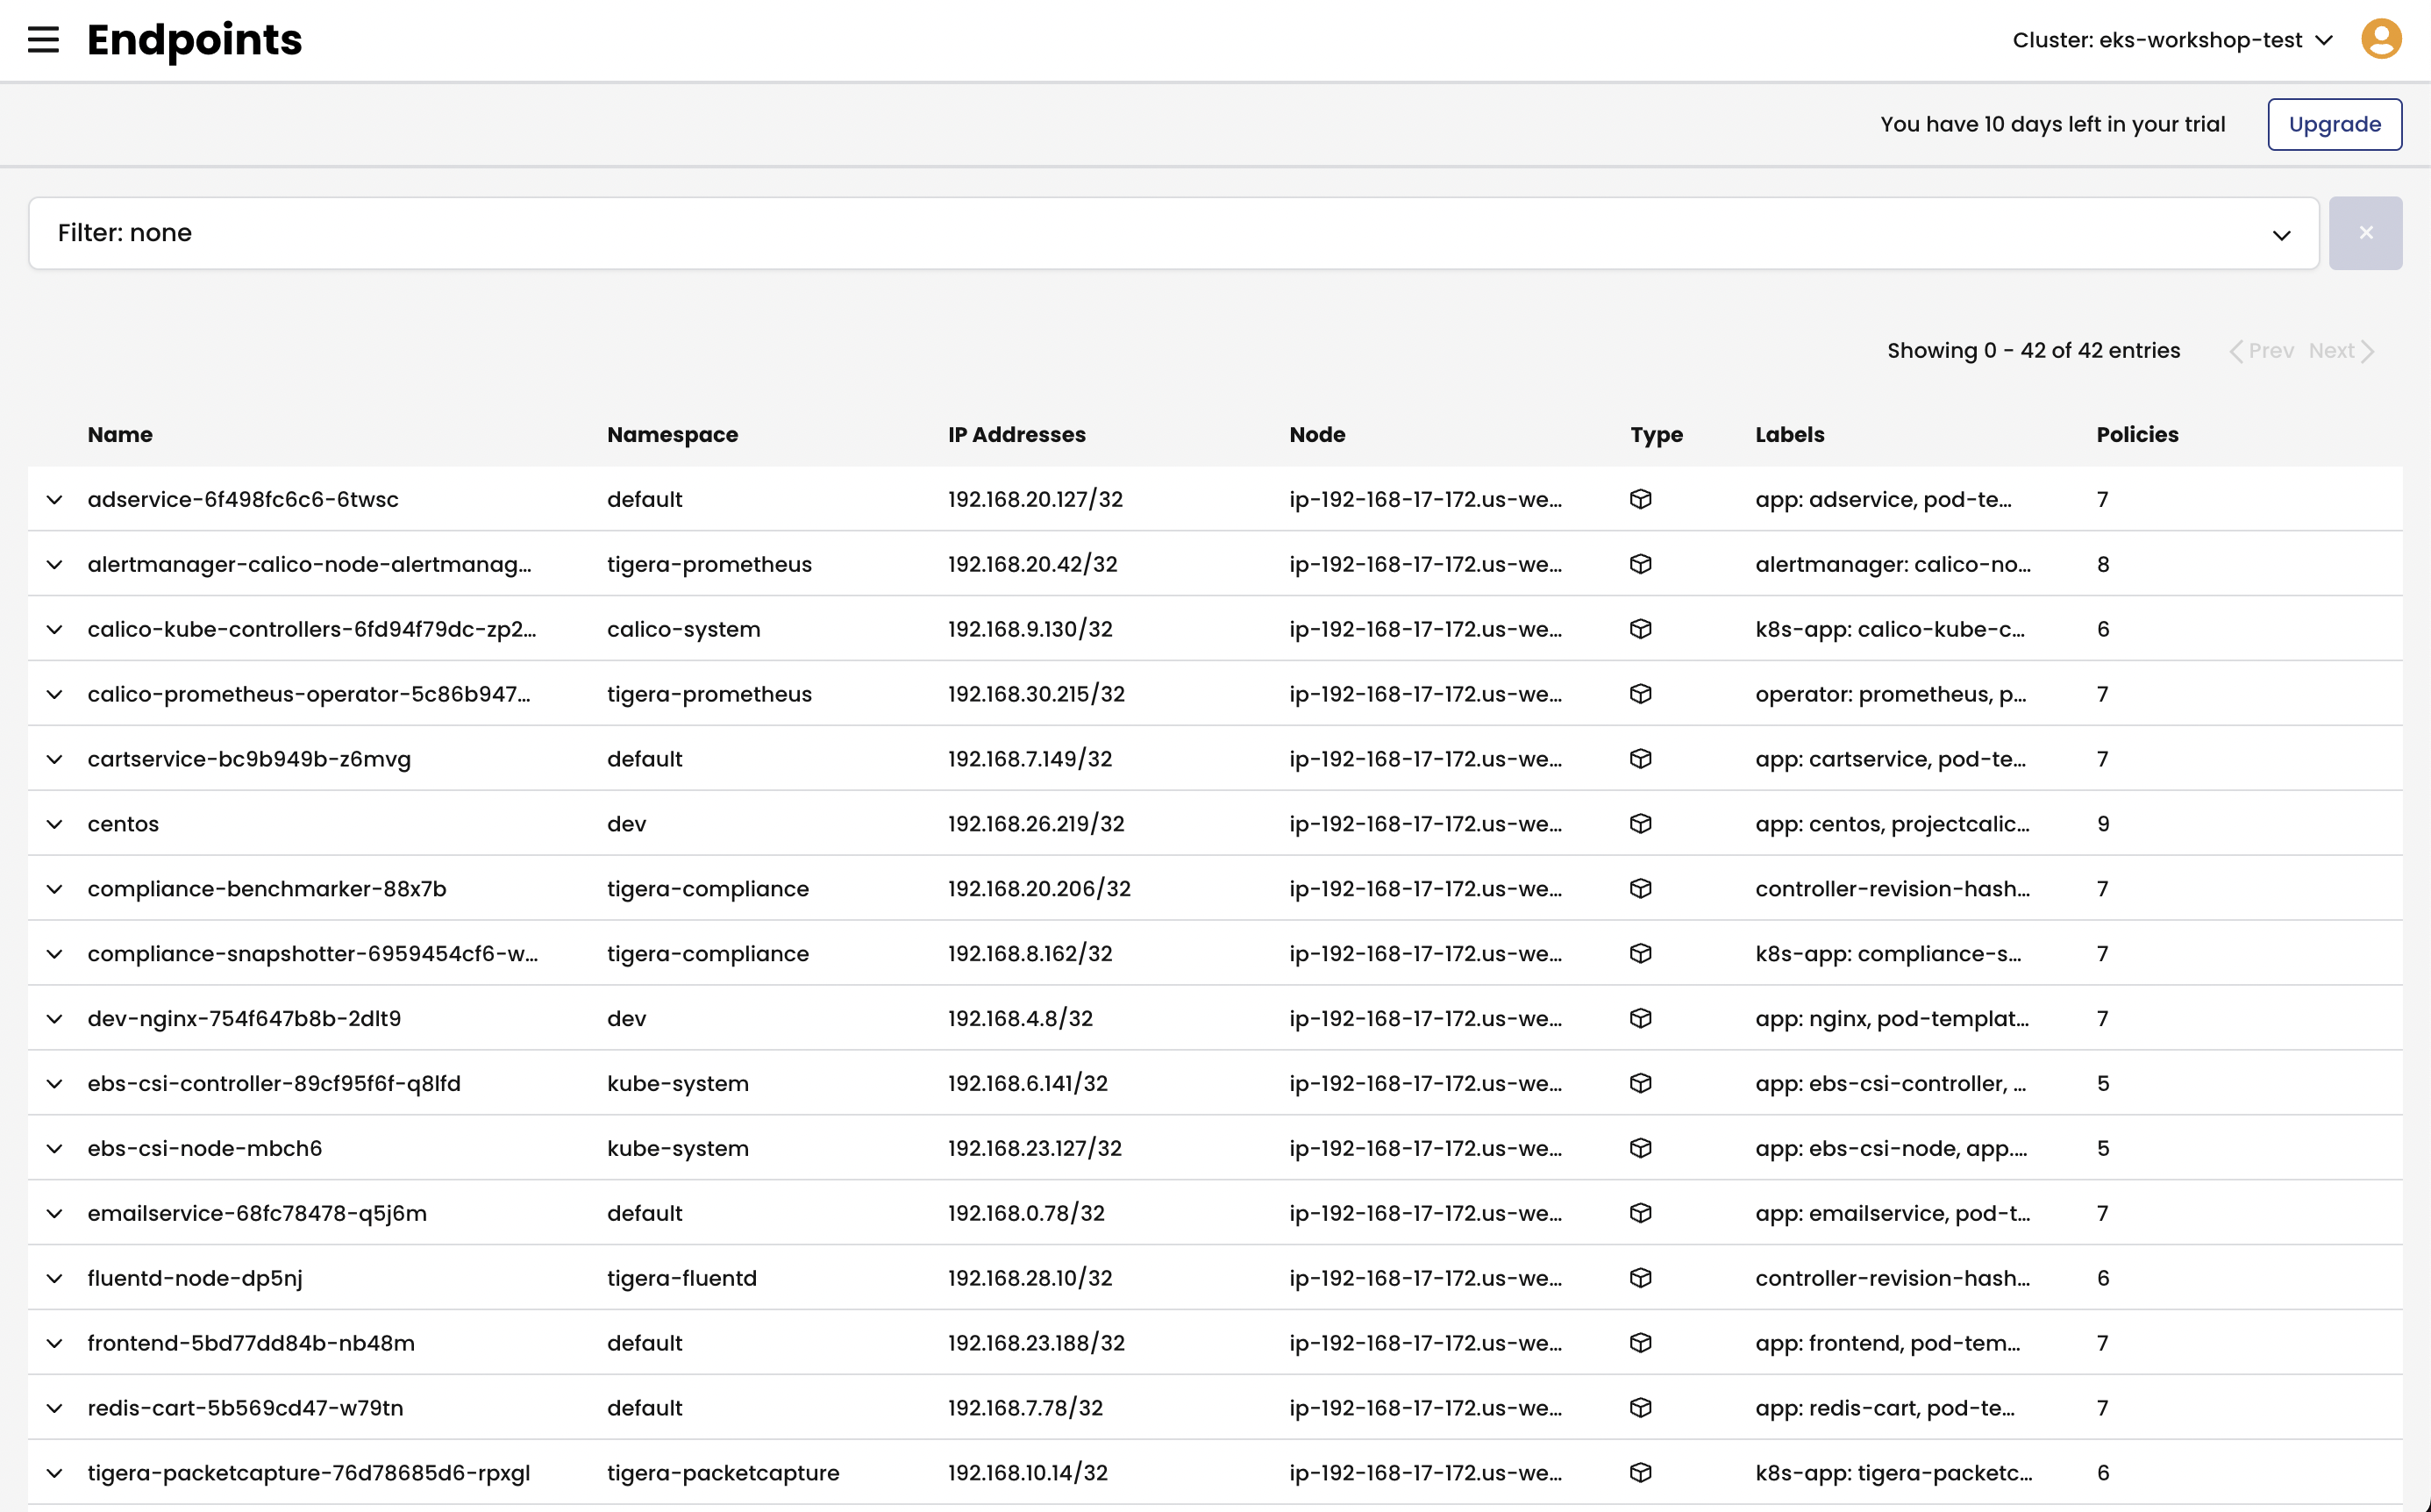 Endpoints
Cluster: eks-workshop-test
You have 10 days left in your trial Upgrade
Filter: none
Showing 0 - 42 of 42 entries Prev Next
Name Namespace IP Addresses Node Type Labels Policies
adservice-6f498fc6c6-6twsc default 192.168.20.127/32 ip-192-168-17-172.us-we... app: adservice, pod-te... 7
alertmanager-calico-node-alertmanag... tigera-prometheus 192.168.20.42/32 ip-192-168-17-172.us-we... alertmanager: calico-no... 8
calico-kube-controllers-6fd94f79dc-zp2... calico-system 192.168.9.130/32 ip-192-168-17-172.us-we... k8s-app: calico-kube-c... 6
calico-prometheus-operator-5c86b947... tigera-prometheus 192.168.30.215/32 ip-192-168-17-172.us-we... operator: prometheus, p... 7
cartservice-bc9b949b-z6mvg default 192.168.7.149/32 ip-192-168-17-172.us-we... app: cartservice, pod-te... 7
centos dev 192.168.26.219/32 ip-192-168-17-172.us-we... app: centos, projectcalic... 9
compliance-benchmarker-88x7b tigera-compliance 192.168.20.206/32 ip-192-168-17-172.us-we... controller-revision-hash... 7
compliance-snapshotter-6959454cf6-w... tigera-compliance 192.168.8.162/32 ip-192-168-17-172.us-we... k8s-app: compliance-s... 7
dev-nginx-754f647b8b-2dlt9 dev 192.168.4.8/32 ip-192-168-17-172.us-we... app: nginx, pod-templat... 7
ebs-csi-controller-89cf95f6f-q8lfd kube-system 192.168.6.141/32 ip-192-168-17-172.us-we... app: ebs-csi-controller, ... 5
ebs-csi-node-mbch6 kube-system 192.168.23.127/32 ip-192-168-17-172.us-we... app: ebs-csi-node, app.... 5
emailservice-68fc78478-q5j6m default 192.168.0.78/32 ip-192-168-17-172.us-we... app: emailservice, pod-t... 7
fluentd-node-dp5nj tigera-fluentd 192.168.28.10/32 ip-192-168-17-172.us-we... controller-revision-hash... 6
frontend-5bd77dd84b-nb48m default 192.168.23.188/32 ip-192-168-17-172.us-we... app: frontend, pod-tem... 7
redis-cart-5b569cd47-w79tn default 192.168.7.78/32 ip-192-168-17-172.us-we... app: redis-cart, pod-te... 7
tigera-packetcapture-76d78685d6-rpxgl tigera-packetcapture 192.168.10.14/32 ip-192-168-17-172.us-we... k8s-app: tigera-packetc... 6